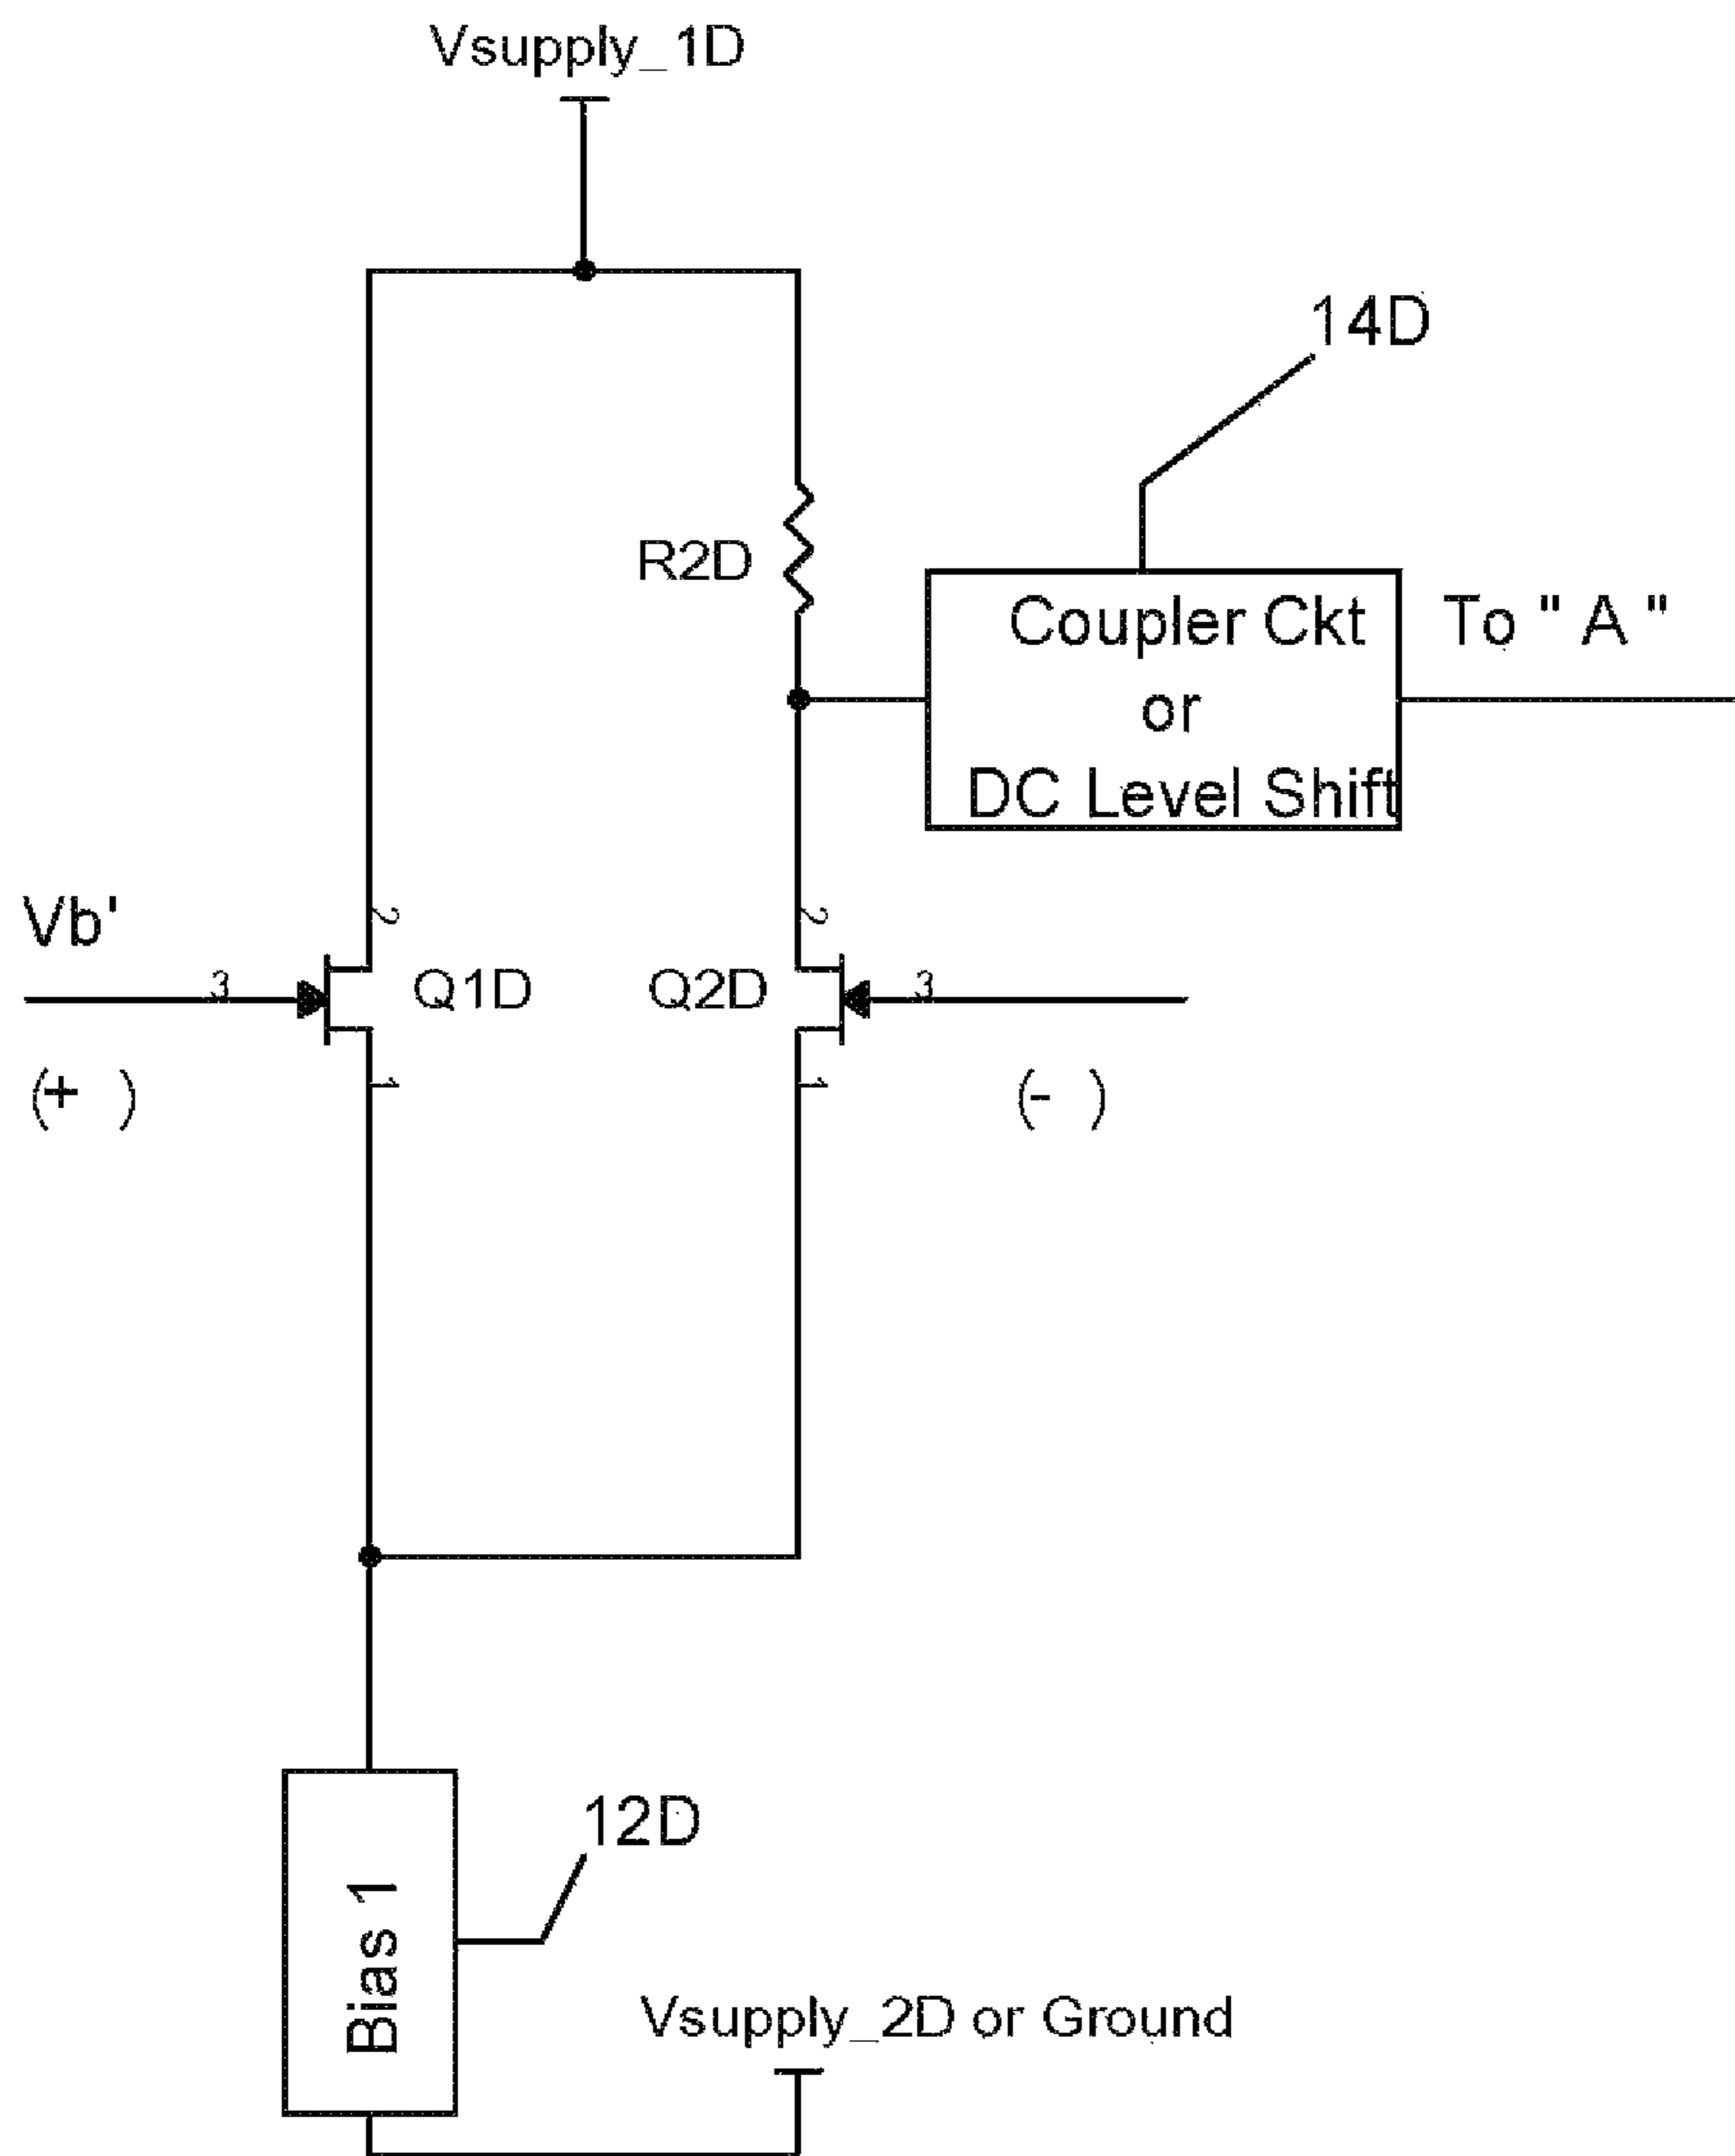 Vsupply_1D
14D
R2D
Coupler Ckt
or
DC Level Shift
To " A "
Vb'
2
2
3
Q1D
Q2D
3
(+ )
1
1
(- )
12D
Bias 1
Vsupply_2D or Ground